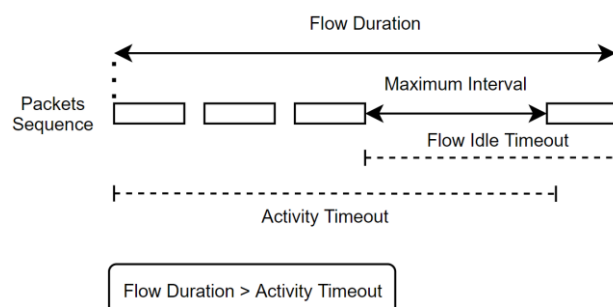 Flow Duration
Maximum Interval
Packets
Sequence
Flow Idle Timeout
Activity Timeout
Flow Duration > Activity Timeout